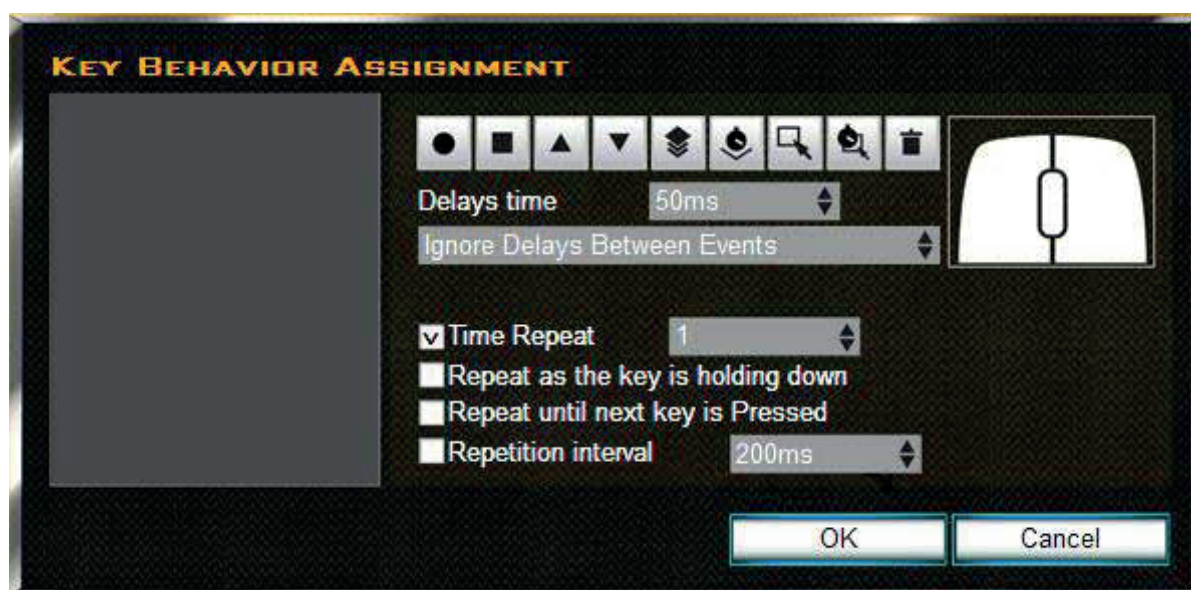 KEY BEHAVIOR ASSIGNMENT
Delays time 50ms
Ignore Delays Between Events
Time Repeat 1
Repeat as the key is holding down
Repeat until next key is Pressed
Repetition interval 200ms
OK Cancel